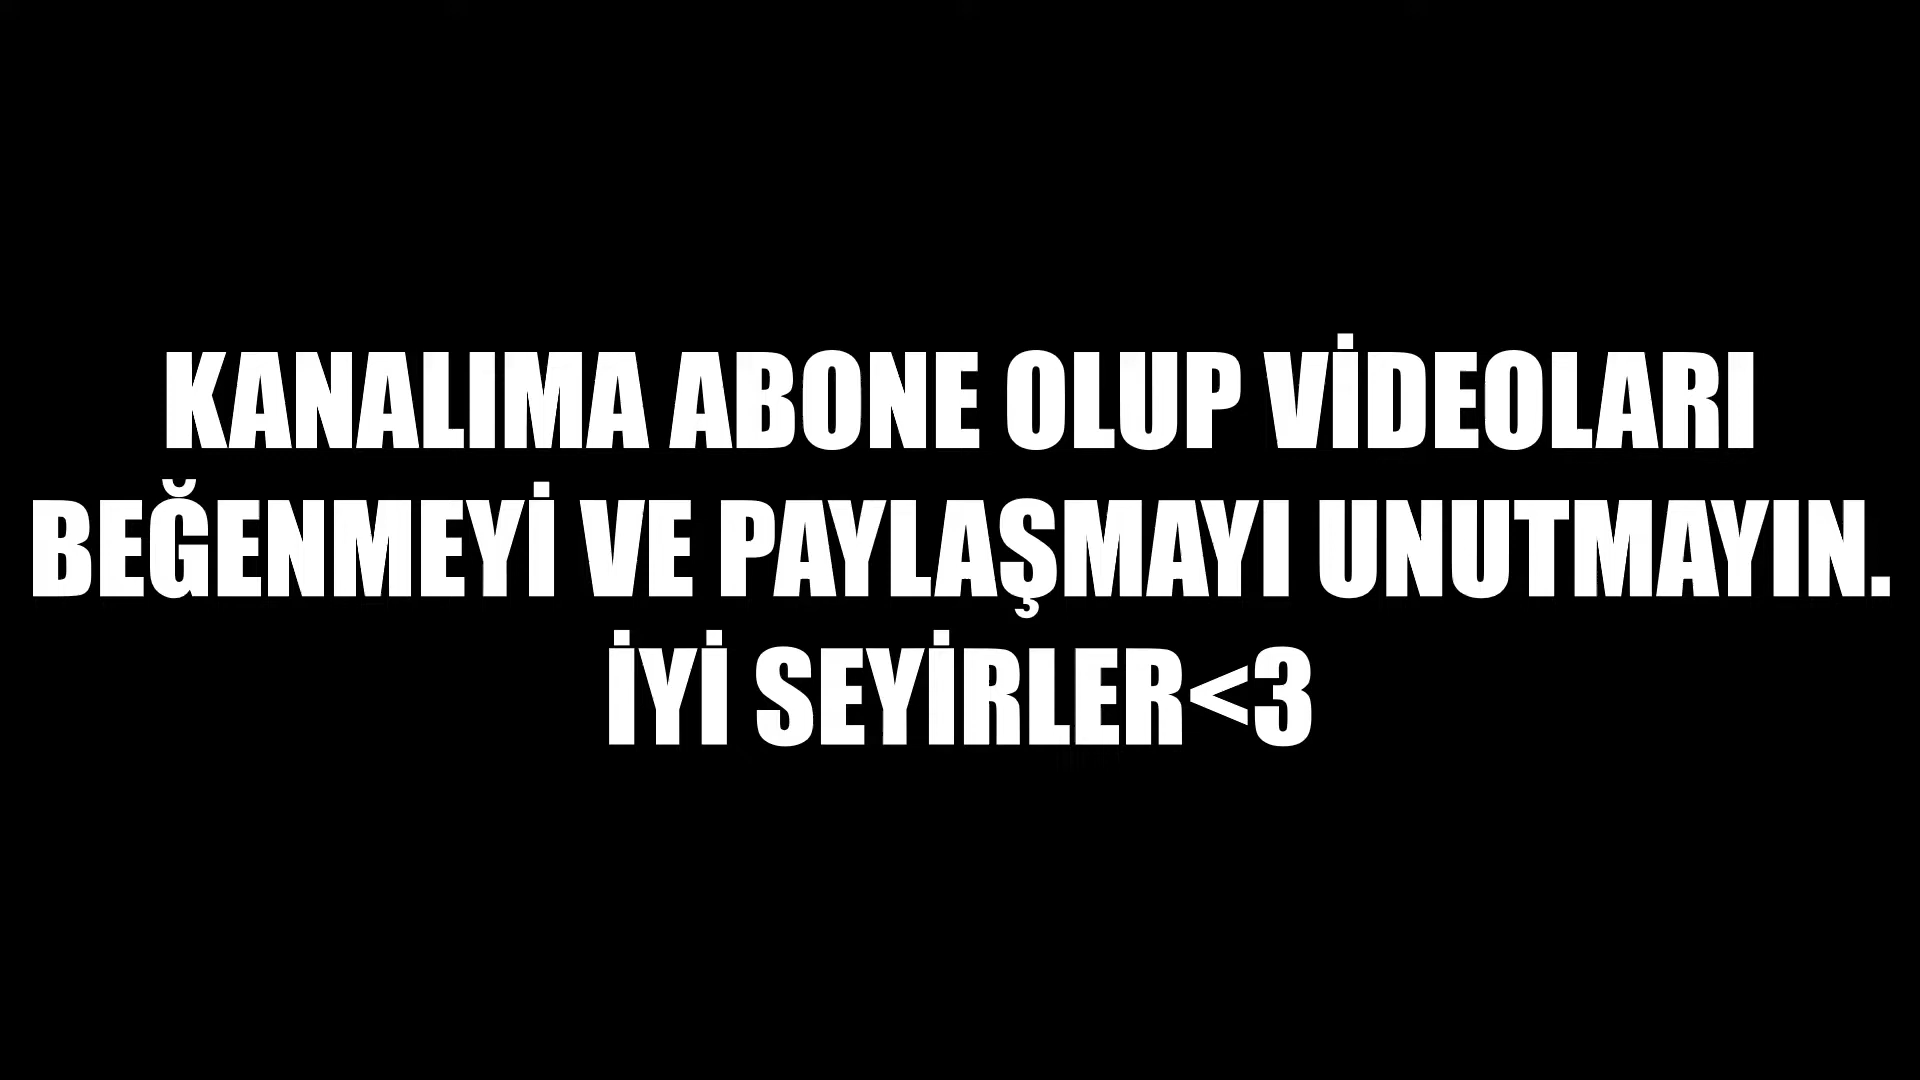 KANALIMA ABONE OLUP VİDEOLARI
BEĞENMEYİ VE PAYLAŞMAYI UNUTMAYIN.
İYİ SEYİRLER<3